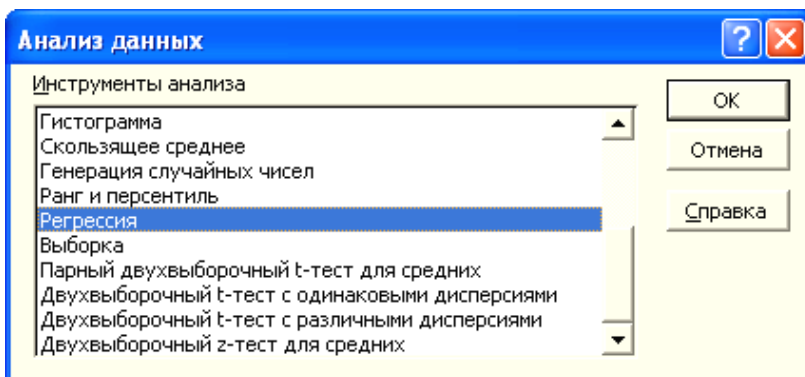 Анализ данных
Инструменты анализа
Гистограмма
Скользящее среднее
Генерация случайных чисел
Ранг и персентиль
Регрессия
Выборка
Парный двухвыборочный t-тест для средних
Двухвыборочный t-тест с одинаковыми дисперсиями
Двухвыборочный t-тест с различными дисперсиями
Двухвыборочный z-тест для средних
ОК
Отмена
Справка